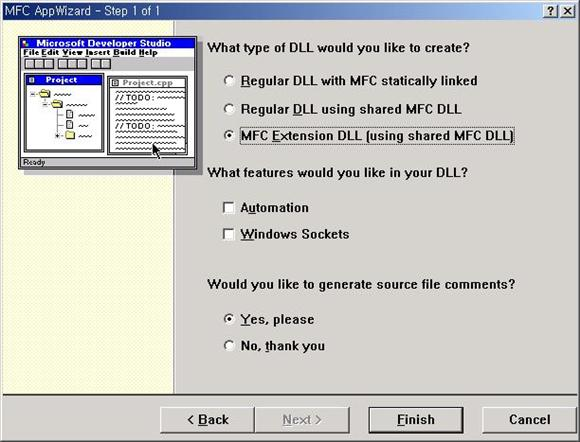 MFC AppWizard - Step 1 of 1
Microsoft Developer Studio
File Edit View Insert Build Help
Project
Project.cpp
//TODO:
//TODO:
Ready
What type of DLL would you like to create?
Regular DLL with MFC statically linked
Regular DLL using shared MFC DLL
MFC Extension DLL (using shared MFC DLL)
What features would you like in your DLL?
Automation
Windows Sockets
Would you like to generate source file comments?
Yes, please
No, thank you
< Back
Next >
Finish
Cancel